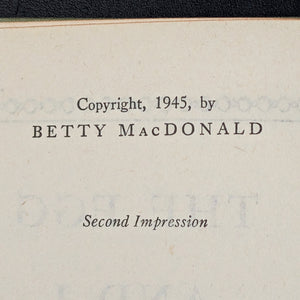 Copyright, 1945, by
BETTY MACDONALD
Second Impression